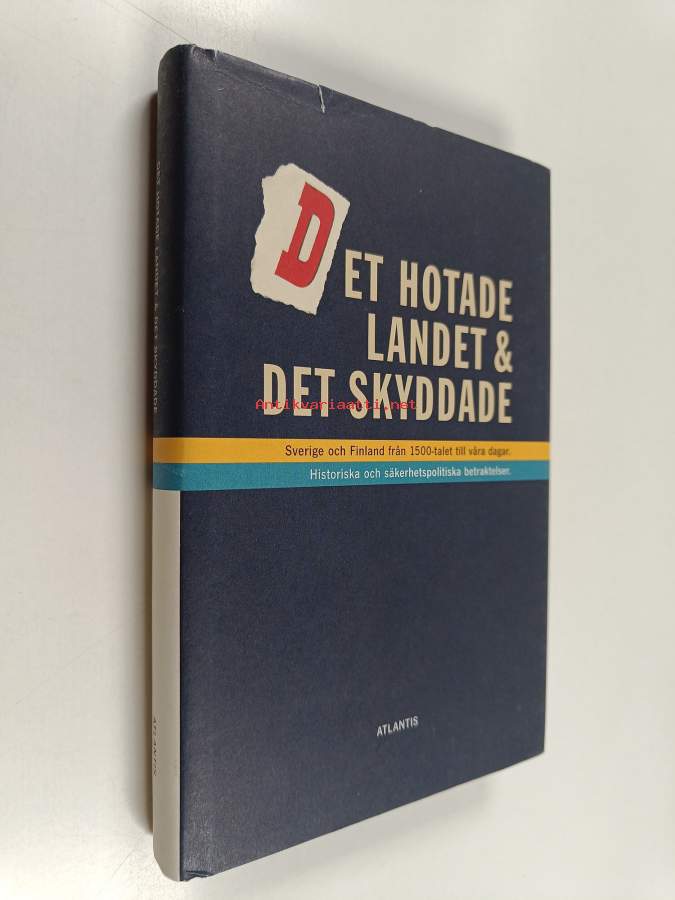 DET HOTADE
LANDET &
DET SKYDDADE
Antikvariaatti.net
Sverige och Finland från 1500-talet till våra dagar.
Historiska och säkerhetspolitiska betraktelser.
ATLANTIS
DET HOTADE LANDET & DET SKYDDADE
ATLANTIS